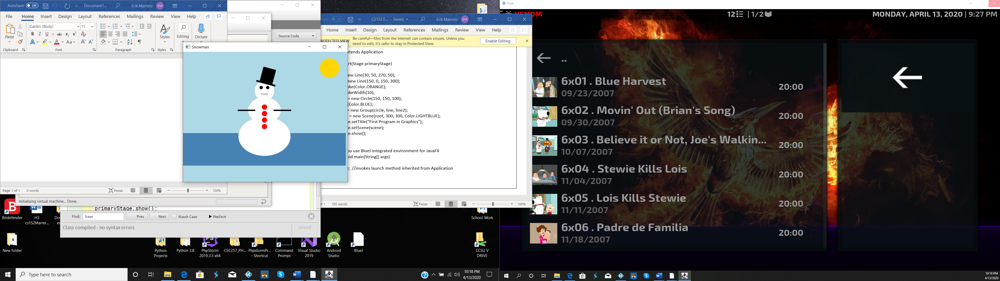 AutoSave Off Document1... Erik Marrero EM
File Home Insert Design Layout References Mailings Review View Help
Calibri (Body) 11
Paste
B I U ab x2 x2
A A Aa A A
Styles Editing Dictate
Clipboard Font Paragraph Styles
Page 1 of 1 0 words Focus 100%
Source Code
Snowman
Initialising virtual machine... Done.
primaryStage.show();
Find: base Prev Next Match Case Replace
Class compiled - no syntax errors saved
Off CS152 F... - Saved Erik Marrero EM
Home Insert Design Layout References Mailings Review View Help
PROTECTED VIEW Be careful—files from the Internet can contain viruses. Unless you
need to edit, it's safer to stay in Protected View. Enable Editing
xtends Application
rt(Stage primaryStage)
ew Line(30, 50, 270, 50);
new Line(150, 0, 150, 300);
oke(Color.ORANGE);
okeWidth(10);
= new Circle(150, 150, 100);
(Color.BLUE);
= new Group(circle, line, line2);
e = new Scene(root, 300, 300, Color.LIGHTBLUE);
e.setTitle("First Program in Graphics");
e.setScene(scene);
e.show();
ou use BlueJ integrated environment for JavaFX
oid main(String[] args)
); //invokes launch method inherited from Application
of 1 105 words Focus 100%
Bitdefender
H3
cs152Marrer...
New folder
Python
Projects
Python 3.8
PhpStorm
2019.3.3 x64
CSC257_PH...
PhpstormPr...
- Shortcut
Command
Prompt
Visual Studio
2019
Android
Studio
BlueJ
School Work
CCSU V
DRIVE
Type here to search
10:18 PM
4/13/2020
Kodi
VENOM
12 | 1/2
MONDAY, APRIL 13, 2020 | 9:27 PM
..
6x01 . Blue Harvest
09/23/2007
20:00
6x02 . Movin' Out (Brian's Song)
09/30/2007
20:00
6x03 . Believe it or Not, Joe's Walkin...
10/07/2007
20:00
6x04 . Stewie Kills Lois
11/04/2007
20:00
6x05 . Lois Kills Stewie
11/11/2007
20:00
6x06 . Padre de Familia
11/18/2007
20:00
10:18 PM
4/13/2020